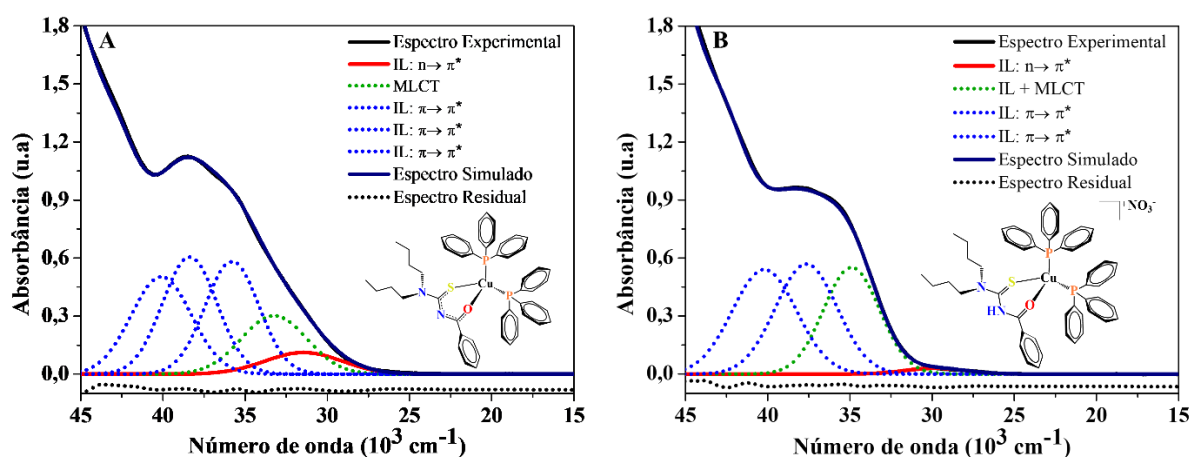 A
Absorbância (u.a)
1,8
1,5
1,2
0,9
0,6
0,3
0,0
45 40 35 30 25 20 15
Número de onda (10³ cm⁻¹)
Espectro Experimental
IL: n→ π*
MLCT
IL: π→ π*
IL: π→ π*
IL: π→ π*
Espectro Simulado
Espectro Residual
P
S
Cu
P
N
O
N
B
Absorbância (u.a)
1,8
1,5
1,2
0,9
0,6
0,3
0,0
45 40 35 30 25 20 15
Número de onda (10³ cm⁻¹)
Espectro Experimental
IL: n→ π*
IL + MLCT
IL: π→ π*
IL: π→ π*
Espectro Simulado
Espectro Residual
NO₃⁻
P
S
Cu
P
N
O
HN